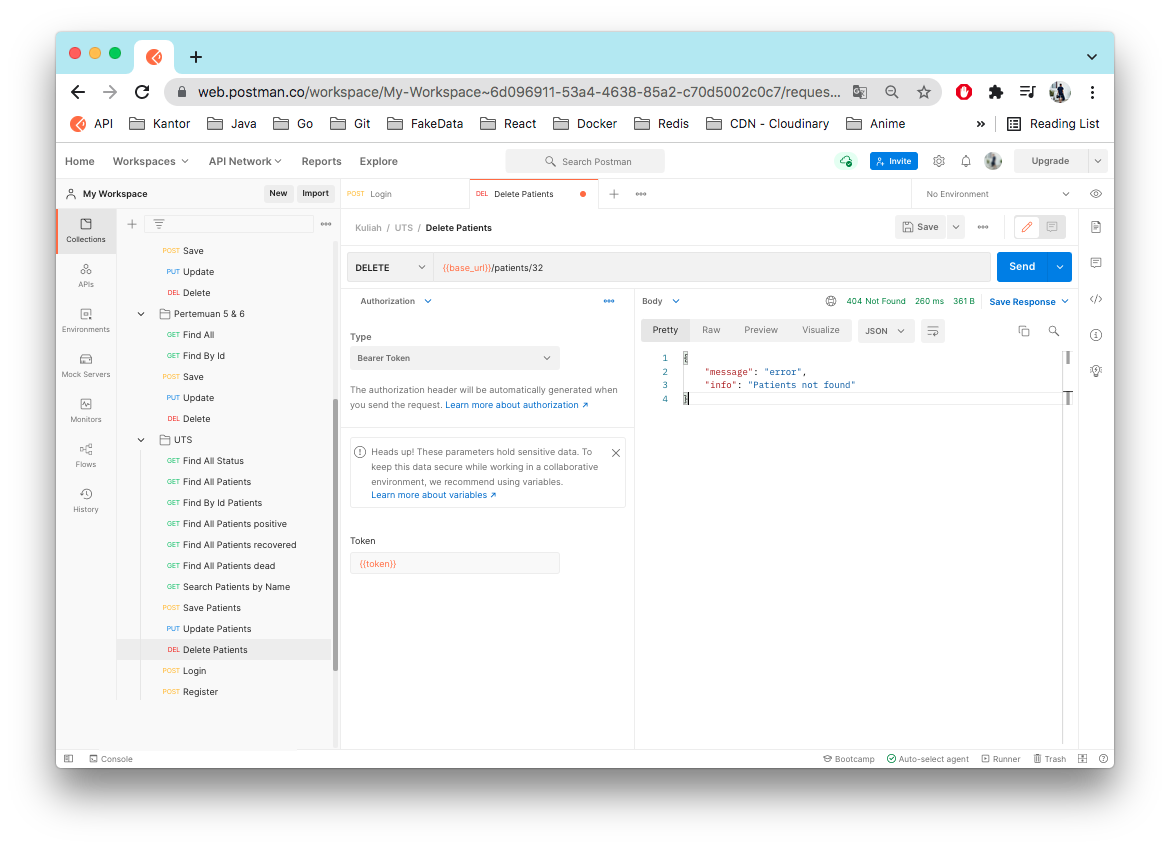 web.postman.co/workspace/My-Workspace~6d096911-53a4-4638-85a2-c70d5002c0c7/reques...
API Kantor Java Go Git FakeData React Docker Redis CDN - Cloudinary Anime » Reading List
Home Workspaces API Network Reports Explore Search Postman Invite Upgrade
My Workspace New Import POST Login DEL Delete Patients No Environment
Collections
APIs
Environments
Mock Servers
Monitors
Flows
History
POST Save
PUT Update
DEL Delete
Pertemuan 5 & 6
GET Find All
GET Find By Id
POST Save
PUT Update
DEL Delete
UTS
GET Find All Status
GET Find All Patients
GET Find By Id Patients
GET Find All Patients positive
GET Find All Patients recovered
GET Find All Patients dead
GET Search Patients by Name
POST Save Patients
PUT Update Patients
DEL Delete Patients
POST Login
POST Register
Kuliah / UTS / Delete Patients Save
DELETE {{base_url}}/patients/32 Send
Authorization
Type
Bearer Token
The authorization header will be automatically generated when
you send the request. Learn more about authorization ↗
Heads up! These parameters hold sensitive data. To
keep this data secure while working in a collaborative
environment, we recommend using variables.
Learn more about variables ↗
Token
{{token}}
Body 404 Not Found 260 ms 361 B Save Response
Pretty Raw Preview Visualize JSON
1 {
2 "message": "error",
3 "info": "Patients not found"
4 }
Console Bootcamp Auto-select agent Runner Trash